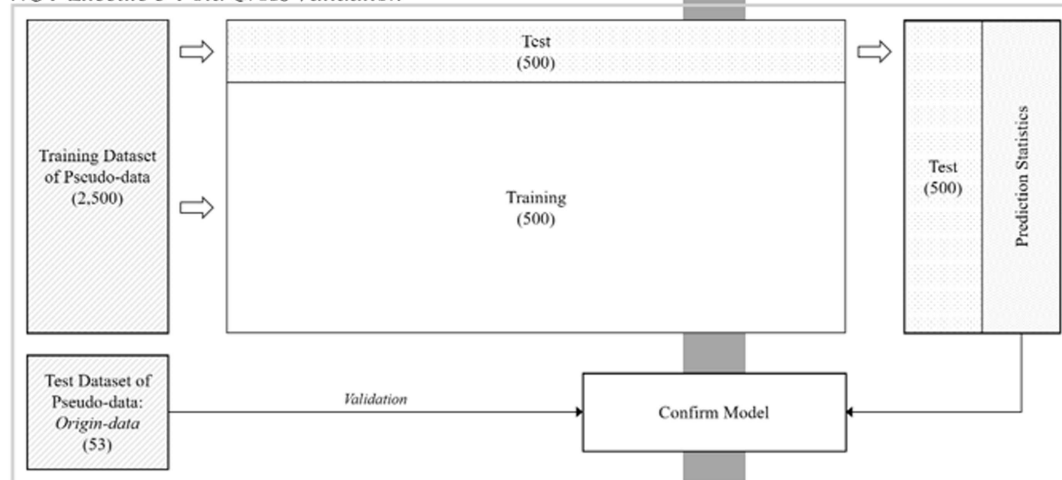 Test
(500)
Training Dataset
of Pseudo-data
(2,500)
Training
(500)
Test
(500)
Prediction Statistics
Test Dataset of
Pseudo-data:
Origin-data
(53)
Validation
Confirm Model